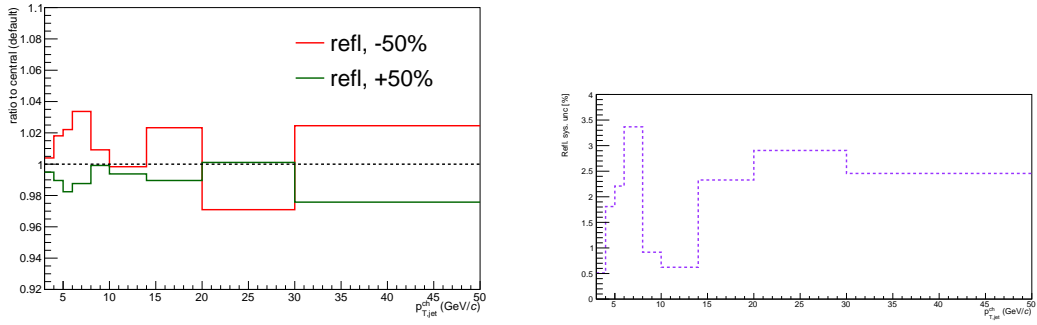 ratio to central (default)
1.1
1.08
1.06
1.04
1.02
1
0.98
0.96
0.94
0.92
refl, -50%
refl, +50%
5 10 15 20 25 30 35 40 45 50
p^ch_T,jet (GeV/c)
Refl. sys. unc [%]
4
3.5
3
2.5
2
1.5
1
0.5
0
5 10 15 20 25 30 35 40 45 50
p^ch_T,jet (GeV/c)